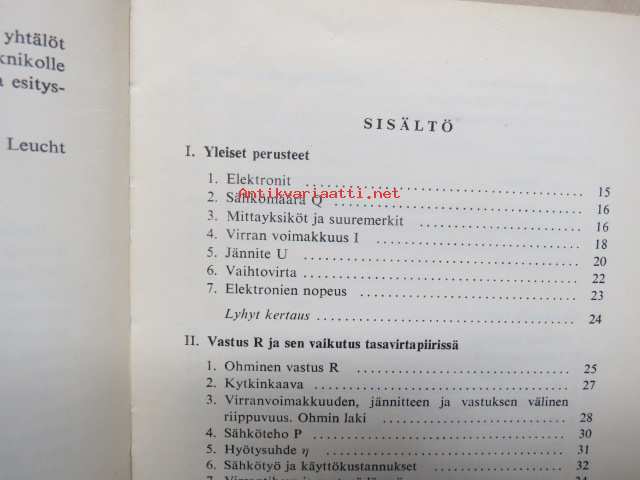 yhtälöt
knikolle
esitys-
Leucht
SISÄLTÖ
I. Yleiset perusteet
1. Elektronit ........ 15
2. Sähkömäärä Q ........ 16
Antikvariaatti.net
3. Mittayksiköt ja suuremerkit ........ 16
4. Virran voimakkuus I ........ 18
5. Jännite U ........ 20
6. Vaihtovirta ........ 22
7. Elektronien nopeus ........ 23
Lyhyt kertaus ........ 24
II. Vastus R ja sen vaikutus tasavirtapiirissä
1. Ohminen vastus R ........ 25
2. Kytkinkaava ........ 27
3. Virranvoimakkuuden, jännitteen ja vastuksen välinen
riippuvuus. Ohmin laki ........ 28
4. Sähköteho P ........ 30
5. Hyötysuhde η ........ 31
6. Sähkötyö ja käyttökustannukset ........ 32